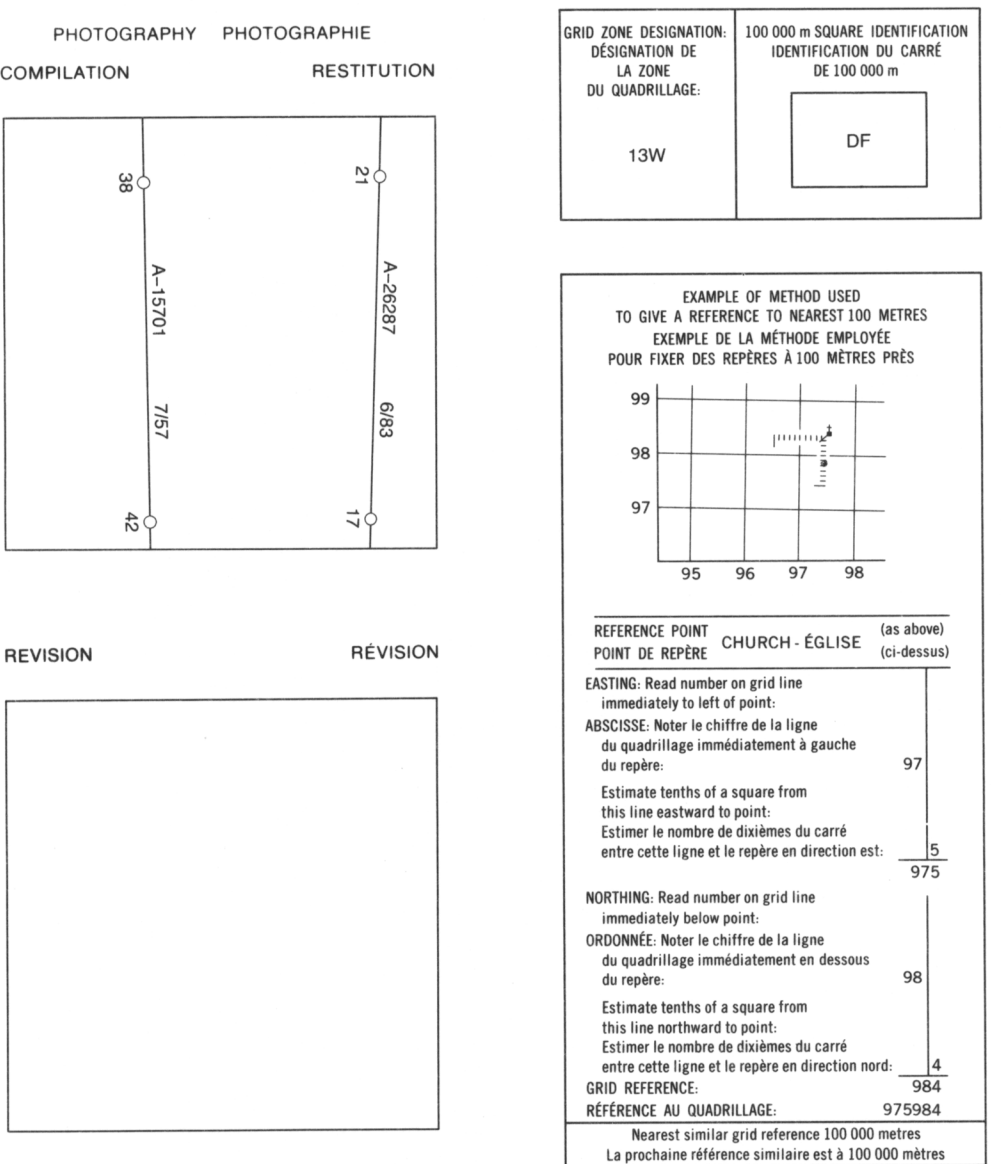 PHOTOGRAPHY PHOTOGRAPHIE
COMPILATION RESTITUTION
38
21
A-15701
A-26287
7/57
6/83
42
17
REVISION RÉVISION
GRID ZONE DESIGNATION:
DÉSIGNATION DE
LA ZONE
DU QUADRILLAGE:
13W
100 000 m SQUARE IDENTIFICATION
IDENTIFICATION DU CARRÉ
DE 100 000 m
DF
EXAMPLE OF METHOD USED
TO GIVE A REFERENCE TO NEAREST 100 METRES
EXEMPLE DE LA MÉTHODE EMPLOYÉE
POUR FIXER DES REPÈRES À 100 MÈTRES PRÈS
99
98
97
95 96 97 98
REFERENCE POINT
POINT DE REPÈRE
CHURCH - ÉGLISE
(as above)
(ci-dessus)
EASTING: Read number on grid line
immediately to left of point:
ABSCISSE: Noter le chiffre de la ligne
du quadrillage immédiatement à gauche
du repère: 97
Estimate tenths of a square from
this line eastward to point:
Estimer le nombre de dixièmes du carré
entre cette ligne et le repère en direction est: 5
975
NORTHING: Read number on grid line
immediately below point:
ORDONNÉE: Noter le chiffre de la ligne
du quadrillage immédiatement en dessous
du repère: 98
Estimate tenths of a square from
this line northward to point:
Estimer le nombre de dixièmes du carré
entre cette ligne et le repère en direction nord: 4
GRID REFERENCE: 984
RÉFÉRENCE AU QUADRILLAGE: 975984
Nearest similar grid reference 100 000 metres
La prochaine référence similaire est à 100 000 mètres